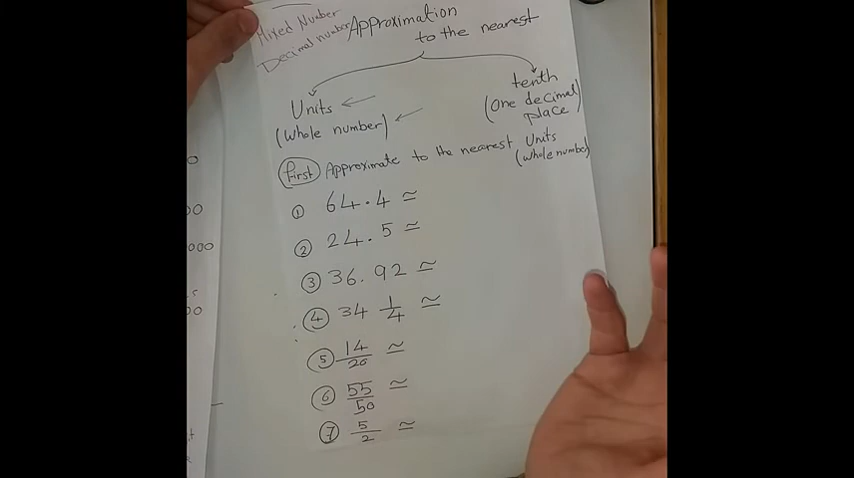 Mixed Number
Decimal number
Approximation
to the nearest
Units
(whole number)
tenth
(one decimal
place)
First Approximate to the nearest Units
(whole number)
① 64.4 ≃
② 24.5 ≃
③ 36.92 ≃
④ 34 1/4 ≃
⑤ 14/20 ≃
⑥ 55/50 ≃
⑦ 5/2 ≃
00
000